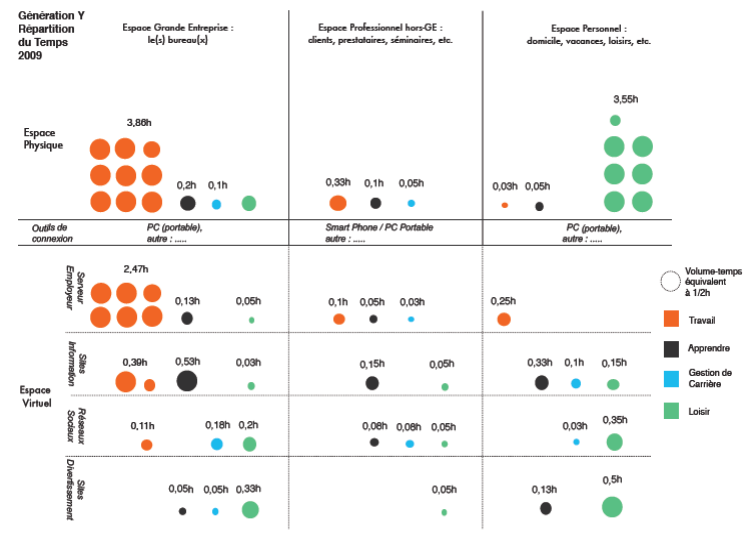 Génération Y
Répartition
du Temps
2009
Espace Grande Entreprise :
le(s) bureau(x)
Espace Professionnel hors-GE :
clients, prestataires, séminaires, etc.
Espace Personnel :
domicile, vacances, loisirs, etc.
Espace
Physique
3,86h
0,2h
0,1h
0,33h
0,1h
0,05h
0,03h
0,05h
3,55h
Outils de
connexion
PC (portable),
autre : .....
Smart Phone / PC Portable
autre : .....
PC (portable),
autre : .....
Espace
Virtuel
Serveur
Employeur
2,47h
0,13h
0,05h
0,1h
0,05h
0,03h
0,25h
Sites
Information
0,39h
0,53h
0,03h
0,15h
0,05h
0,33h
0,1h
0,15h
Réseaux
Sociaux
0,11h
0,18h
0,2h
0,08h
0,08h
0,05h
0,03h
0,35h
Sites
Divertissement
0,05h
0,05h
0,33h
0,05h
0,13h
0,5h
Volume-temps
équivalent
à 1/2h
Travail
Apprendre
Gestion de
Carrière
Loisir